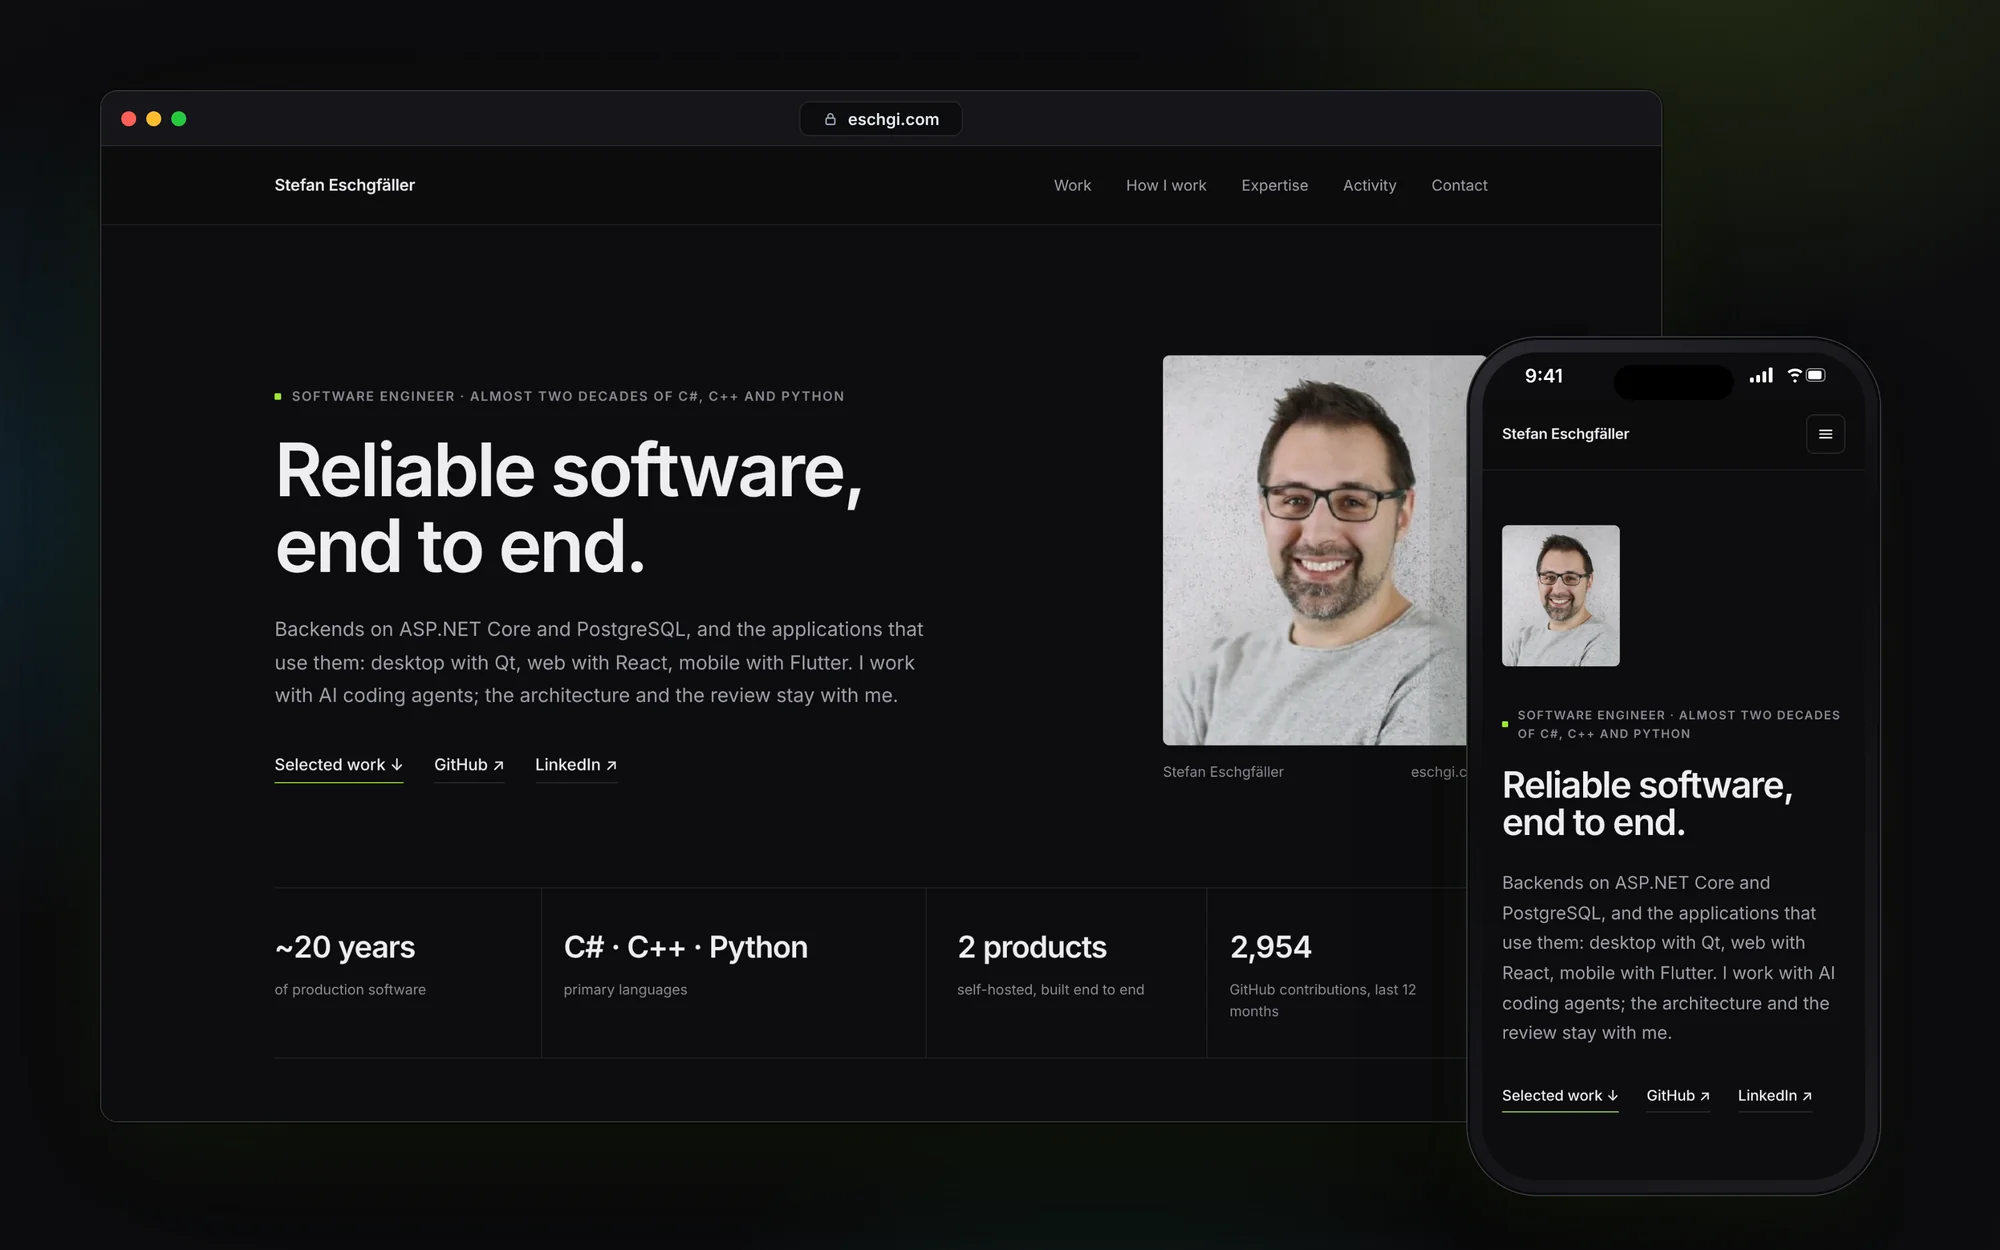 eschgi.com
Stefan Eschgfäller
Work How I work Expertise Activity Contact
SOFTWARE ENGINEER · ALMOST TWO DECADES OF C#, C++ AND PYTHON
Reliable software,
end to end.
Backends on ASP.NET Core and PostgreSQL, and the applications that
use them: desktop with Qt, web with React, mobile with Flutter. I work
with AI coding agents; the architecture and the review stay with me.
Selected work ↓ GitHub ↗ LinkedIn ↗
Stefan Eschgfäller eschgi.c
~20 years
of production software
C# · C++ · Python
primary languages
2 products
self-hosted, built end to end
2,954
GitHub contributions, last 12
months
9:41
Stefan Eschgfäller
SOFTWARE ENGINEER · ALMOST TWO DECADES
OF C#, C++ AND PYTHON
Reliable software,
end to end.
Backends on ASP.NET Core and
PostgreSQL, and the applications that
use them: desktop with Qt, web with
React, mobile with Flutter. I work with AI
coding agents; the architecture and the
review stay with me.
Selected work ↓ GitHub ↗ LinkedIn ↗